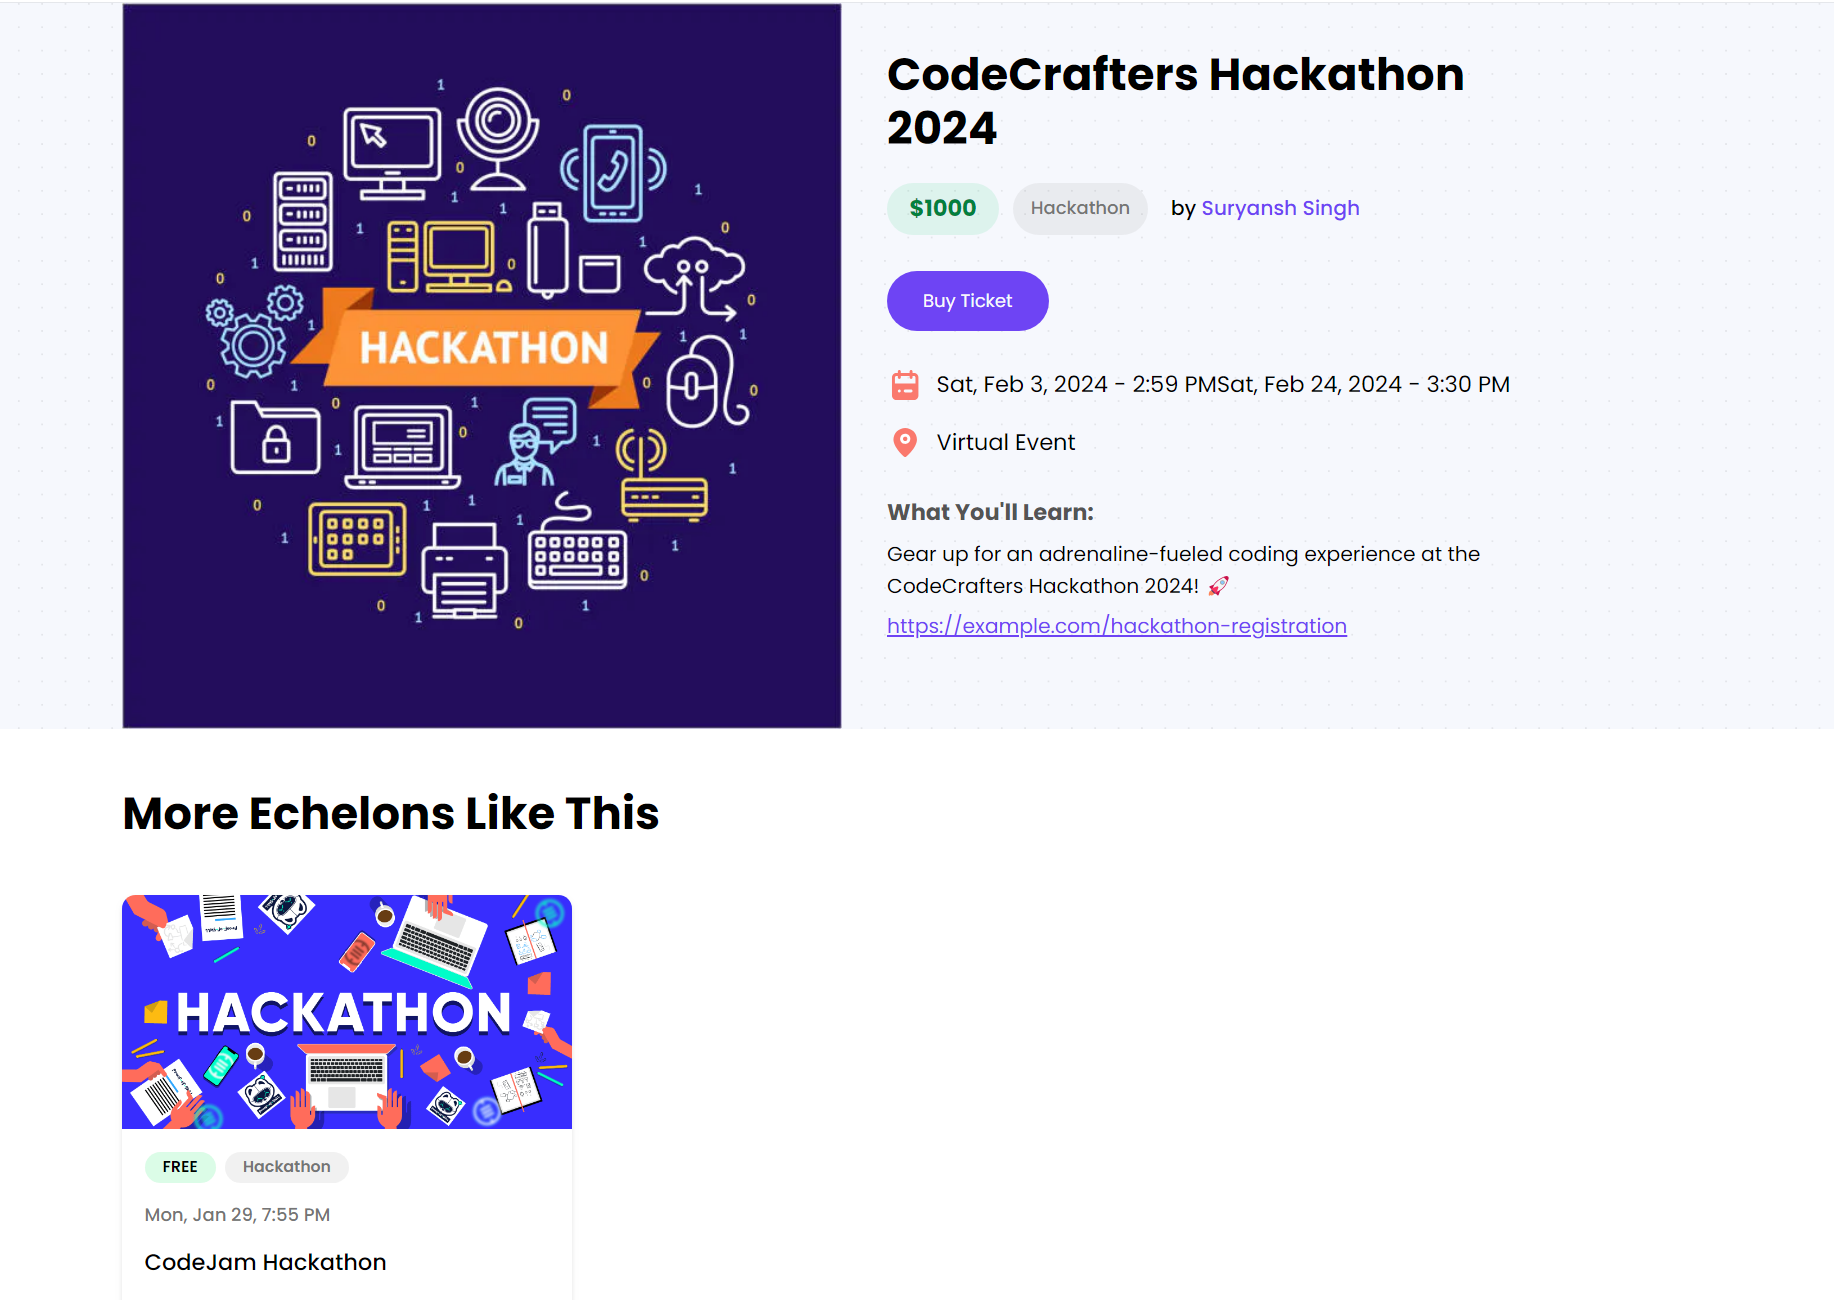 CodeCrafters Hackathon
2024
$1000 Hackathon by Suryansh Singh
Buy Ticket
HACKATHON
Sat, Feb 3, 2024 - 2:59 PMSat, Feb 24, 2024 - 3:30 PM
Virtual Event
What You'll Learn:
Gear up for an adrenaline-fueled coding experience at the
CodeCrafters Hackathon 2024! 🚀
https://example.com/hackathon-registration
More Echelons Like This
HACKATHON
FREE Hackathon
Mon, Jan 29, 7:55 PM
CodeJam Hackathon